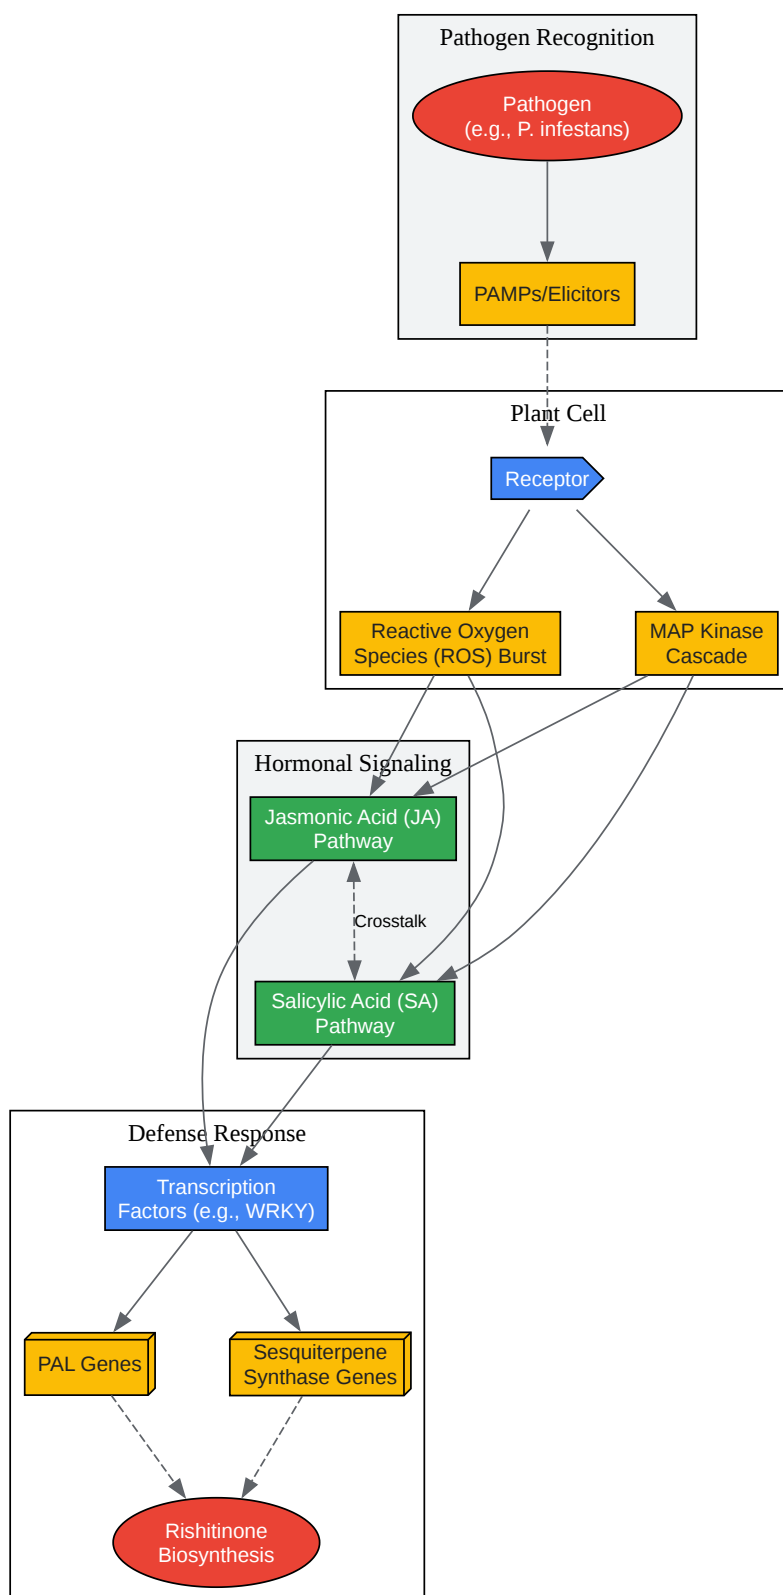 Pathogen Recognition
Pathogen
(e.g., P. infestans)
PAMPs/Elicitors
Plant Cell
Receptor
Reactive Oxygen
Species (ROS) Burst
MAP Kinase
Cascade
Hormonal Signaling
Jasmonic Acid (JA)
Pathway
Crosstalk
Salicylic Acid (SA)
Pathway
Defense Response
Transcription
Factors (e.g., WRKY)
PAL Genes
Sesquiterpene
Synthase Genes
Rishitinone
Biosynthesis